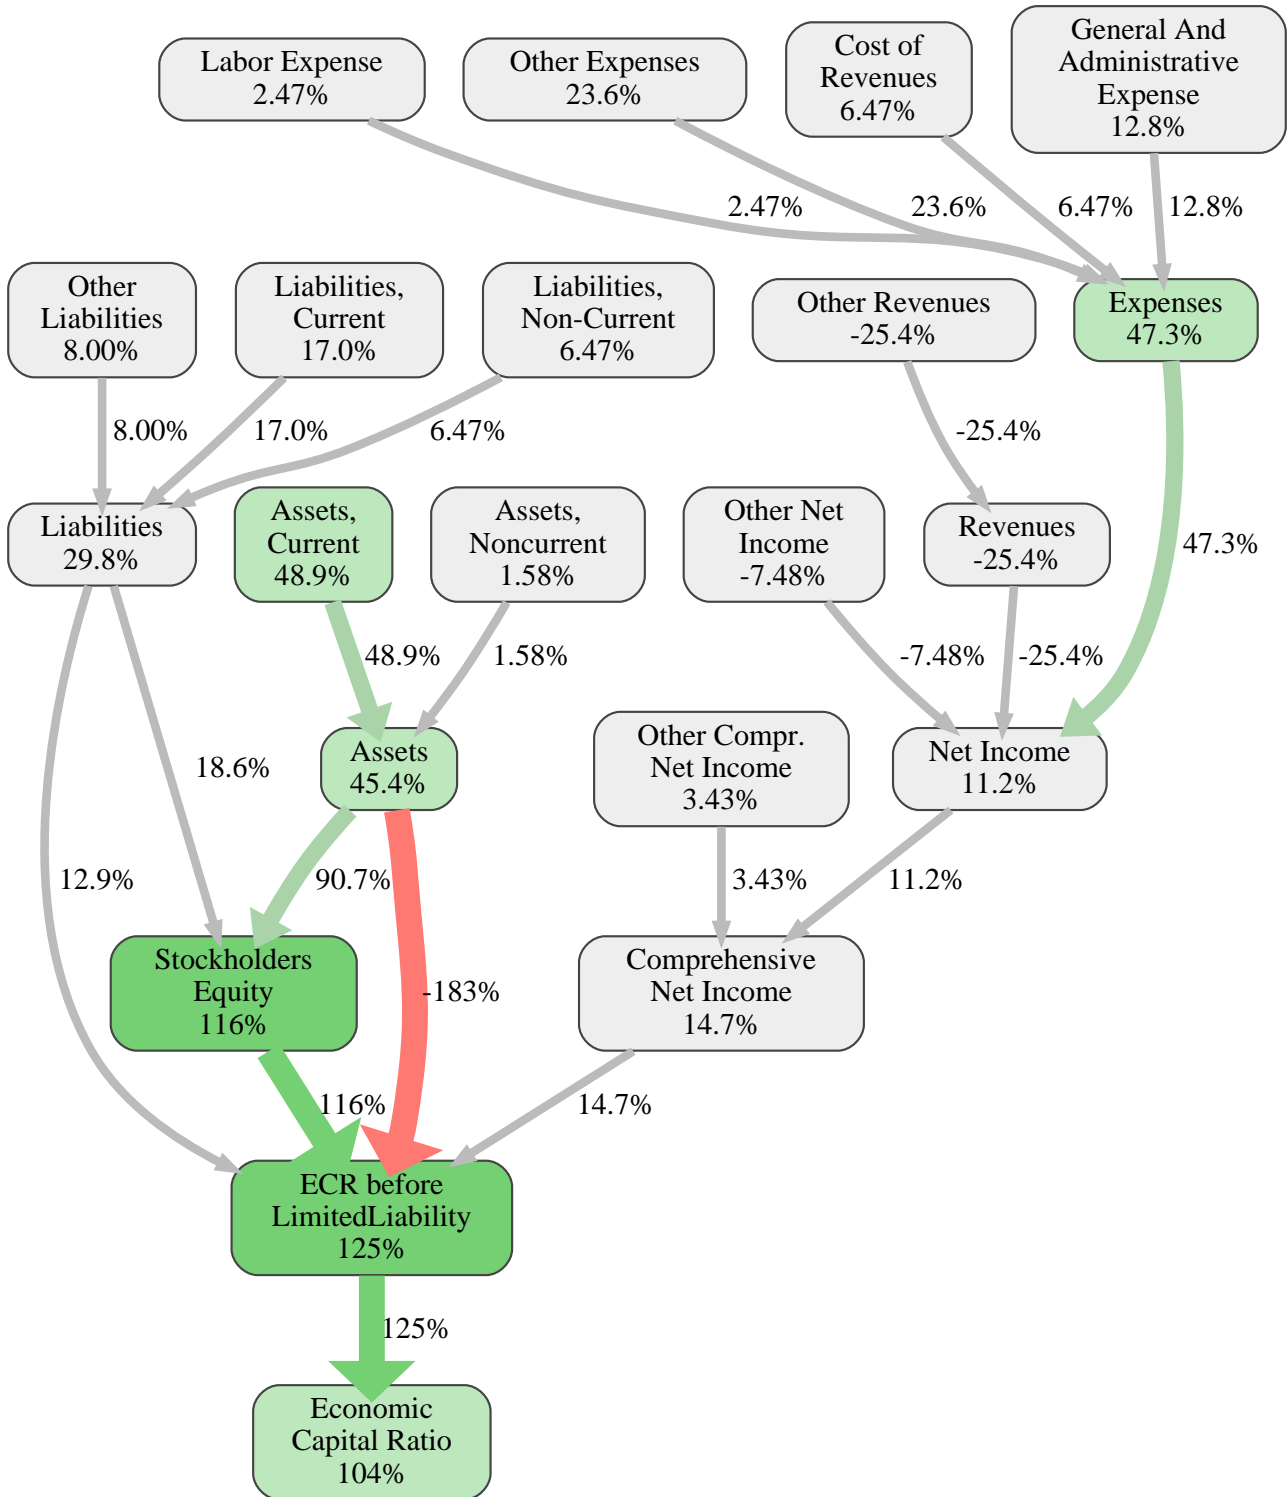 Labor Expense
2.47%
Other Expenses
23.6%
Cost of
Revenues
6.47%
General And
Administrative
Expense
12.8%
2.47%
23.6%
6.47%
12.8%
Other
Liabilities
8.00%
Liabilities,
Current
17.0%
Liabilities,
Non-Current
6.47%
Other Revenues
-25.4%
Expenses
47.3%
8.00%
17.0%
6.47%
-25.4%
47.3%
Liabilities
29.8%
Assets,
Current
48.9%
Assets,
Noncurrent
1.58%
Other Net
Income
-7.48%
Revenues
-25.4%
48.9%
1.58%
-7.48%
-25.4%
18.6%
Assets
45.4%
Other Compr.
Net Income
3.43%
Net Income
11.2%
12.9%
90.7%
-183%
3.43%
11.2%
Stockholders
Equity
116%
Comprehensive
Net Income
14.7%
116%
14.7%
ECR before
LimitedLiability
125%
125%
Economic
Capital Ratio
104%